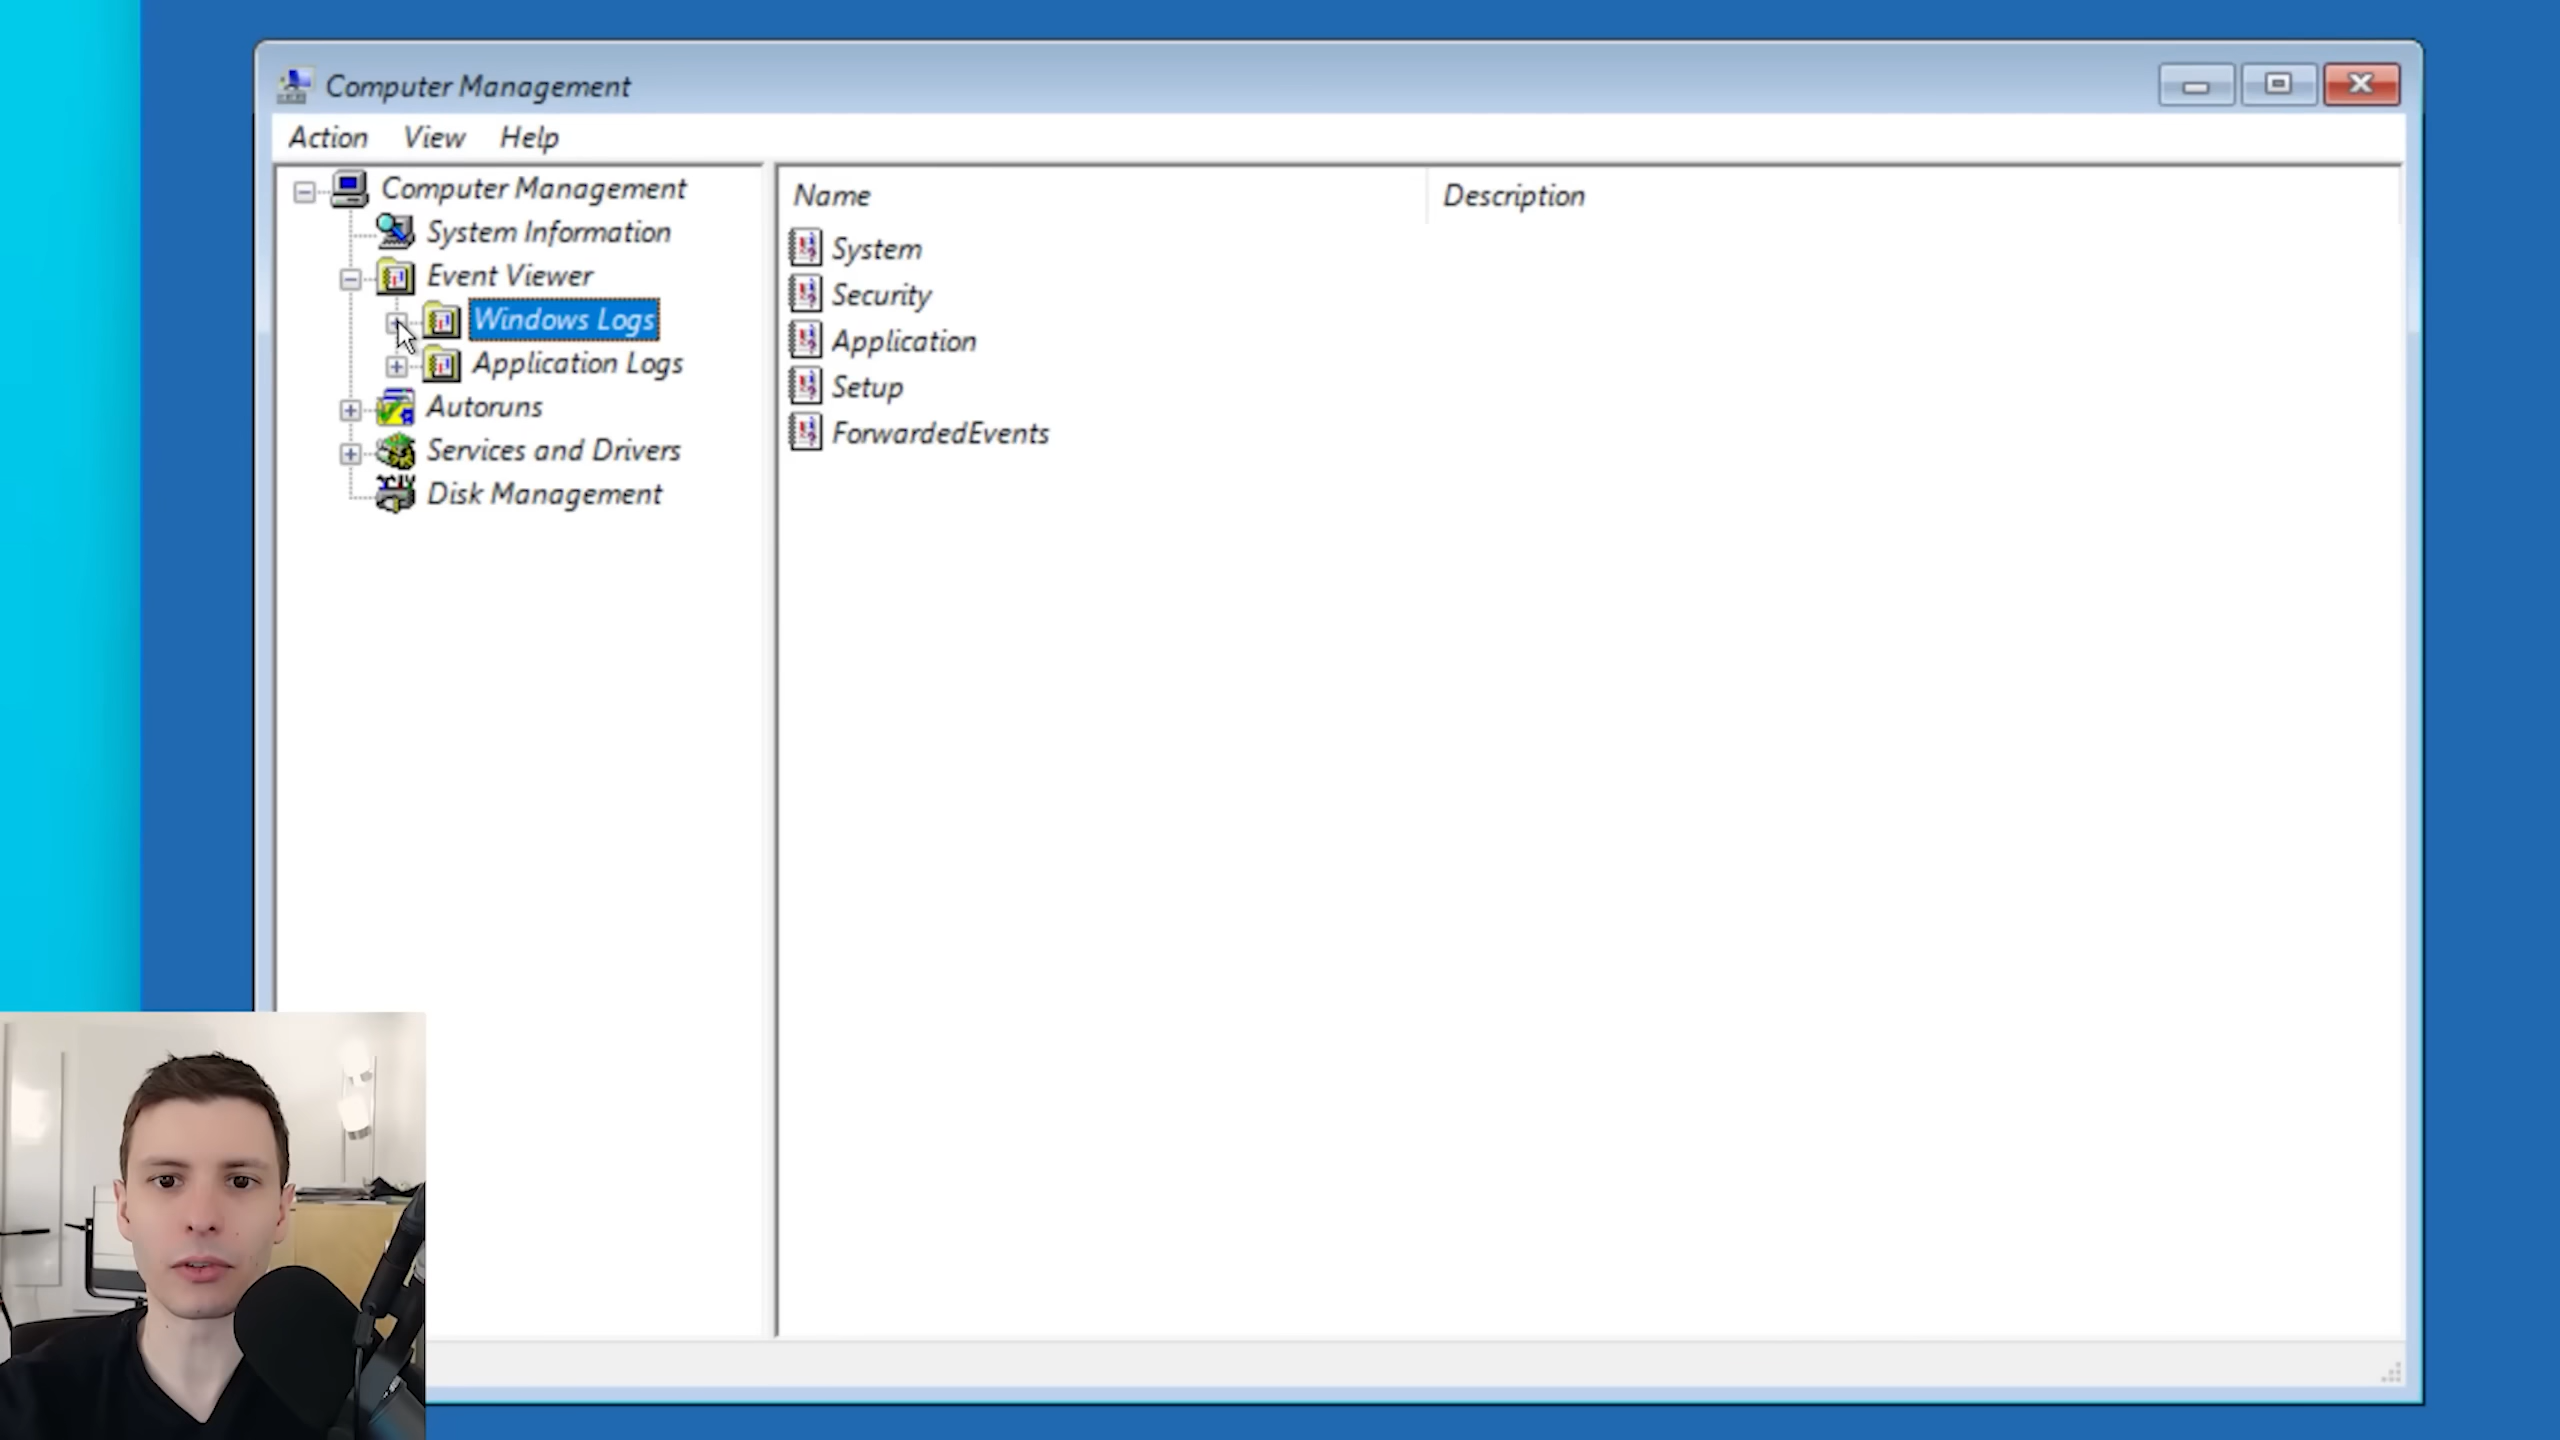 Computer Management
Action View Help
Computer Management
System Information
Event Viewer
Windows Logs
Application Logs
Autoruns
Services and Drivers
Disk Management
Name Description
System
Security
Application
Setup
ForwardedEvents